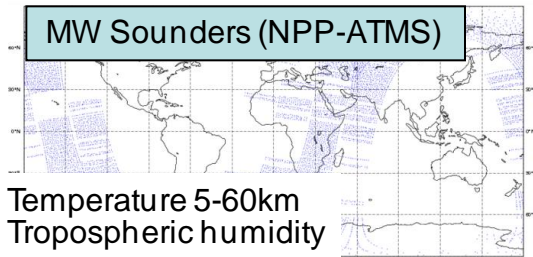 MW Sounders (NPP-ATMS)
Temperature 5-60km
Tropospheric humidity